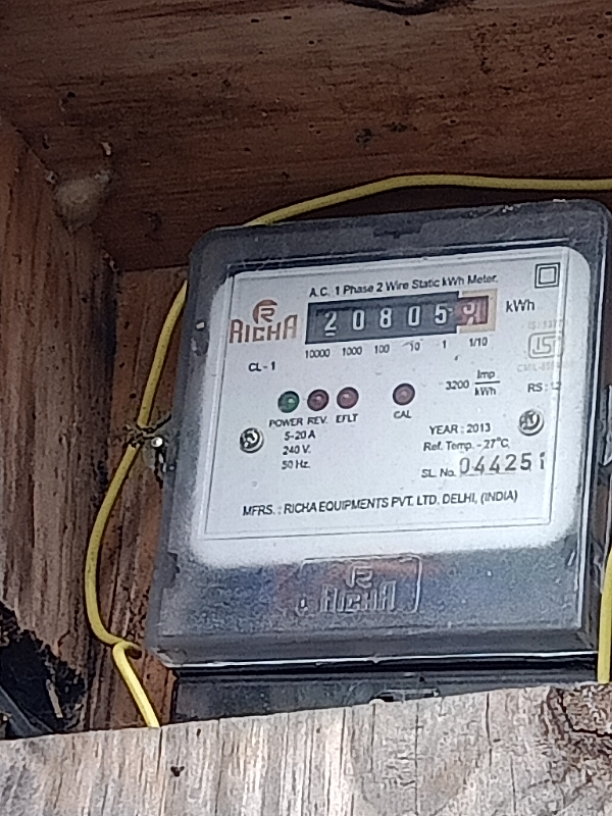 A.C. 1 Phase 2 Wire Static kWh Meter.
RICHA
20805
kWh
10000 1000 100 10 1 1/10
CL-1
3200 Imp/kWh
POWER REV. EFLT CAL
5-20 A
240 V.
50 Hz.
YEAR : 2013
Ref. Temp. - 27°C
SL. No. 044251
MFRS. : RICHA EQUIPMENTS PVT. LTD. DELHI, (INDIA)
RICHA